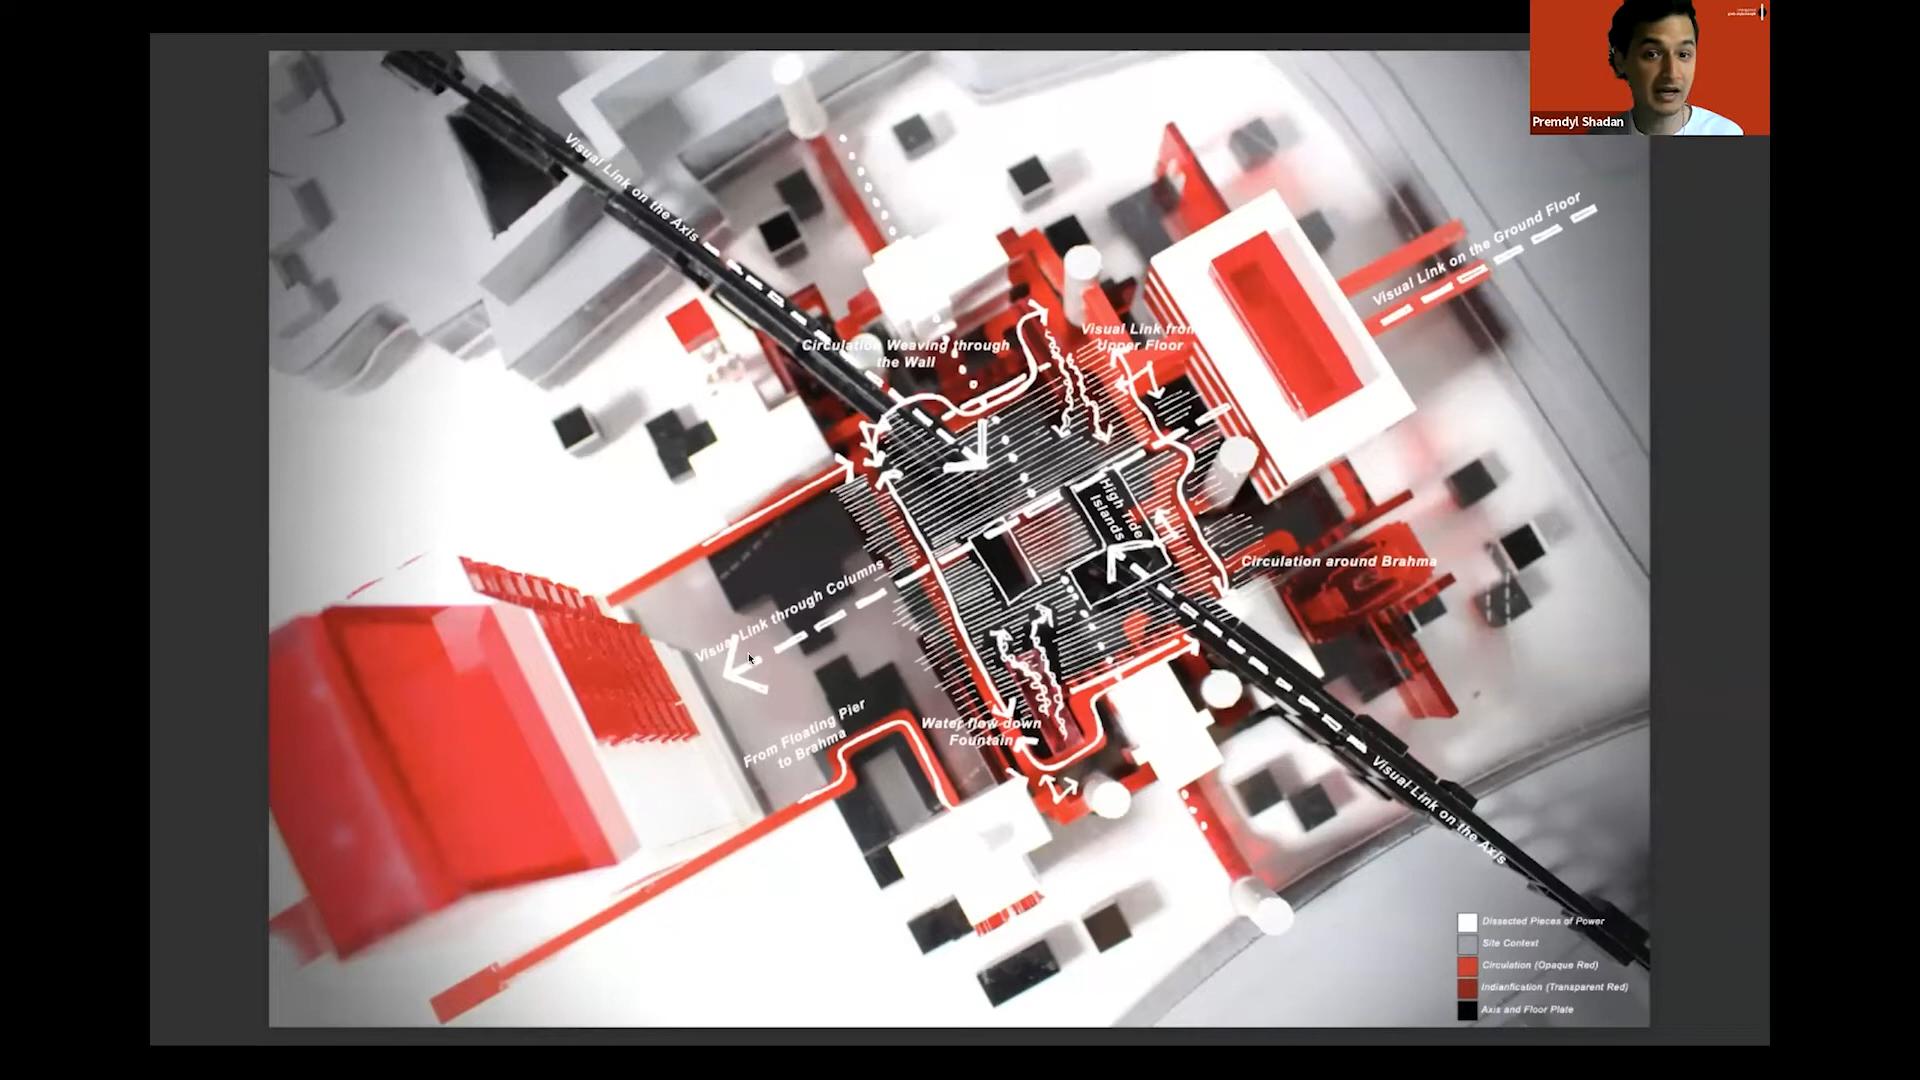 Premdyl Shadan
Visual Link on the Axis
Visual Link on the Ground Floor
Circulation Weaving through
the Wall
Visual Link from
Upper Floor
High Tide
Islands
Circulation around Brahma
Visual Link through Columns
From Floating Pier
to Brahma
Water flow down
Fountain
Visual Link on the Axis
Dissected Pieces of Power
Site Context
Circulation (Opaque Red)
Indianfication (Transparent Red)
Axis and Floor Plate